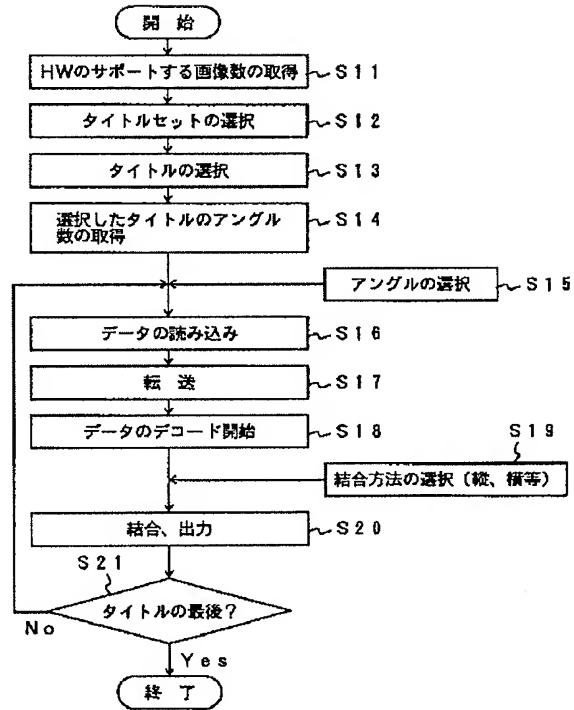 開始
HWのサポートする画像数の取得 S11
タイトルセットの選択 S12
タイトルの選択 S13
選択したタイトルのアングル
数の取得 S14
アングルの選択 S15
データの読み込み S16
転送 S17
データのデコード開始 S18
S19
結合方法の選択（縦、横等）
結合、出力 S20
S21
タイトルの最後？
No
Yes
終了